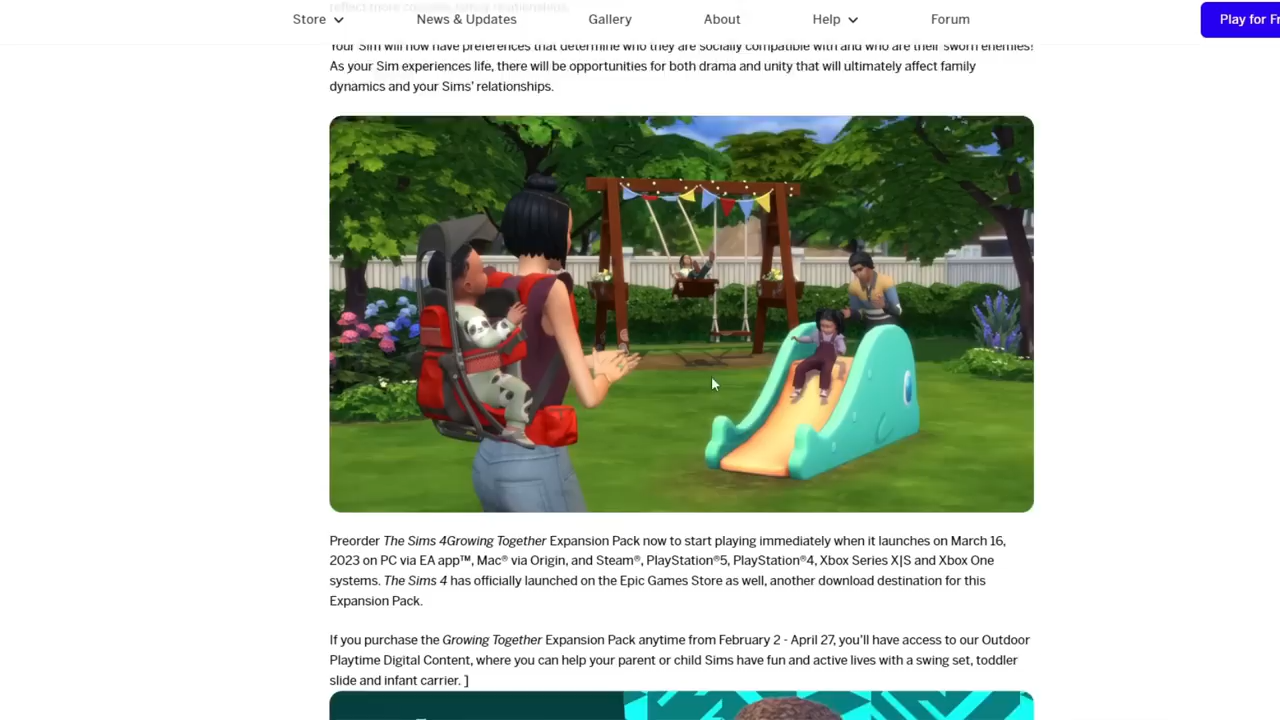 reflect more complex family relationships.
Store News & Updates Gallery About Help Forum Play for Fr
Your Sim will now have preferences that determine who they are socially compatible with and who are their sworn enemies!
As your Sim experiences life, there will be opportunities for both drama and unity that will ultimately affect family
dynamics and your Sims’ relationships.
Preorder The Sims 4Growing Together Expansion Pack now to start playing immediately when it launches on March 16,
2023 on PC via EA app™, Mac® via Origin, and Steam®, PlayStation®5, PlayStation®4, Xbox Series X|S and Xbox One
systems. The Sims 4 has officially launched on the Epic Games Store as well, another download destination for this
Expansion Pack.
If you purchase the Growing Together Expansion Pack anytime from February 2 - April 27, you’ll have access to our Outdoor
Playtime Digital Content, where you can help your parent or child Sims have fun and active lives with a swing set, toddler
slide and infant carrier. ]